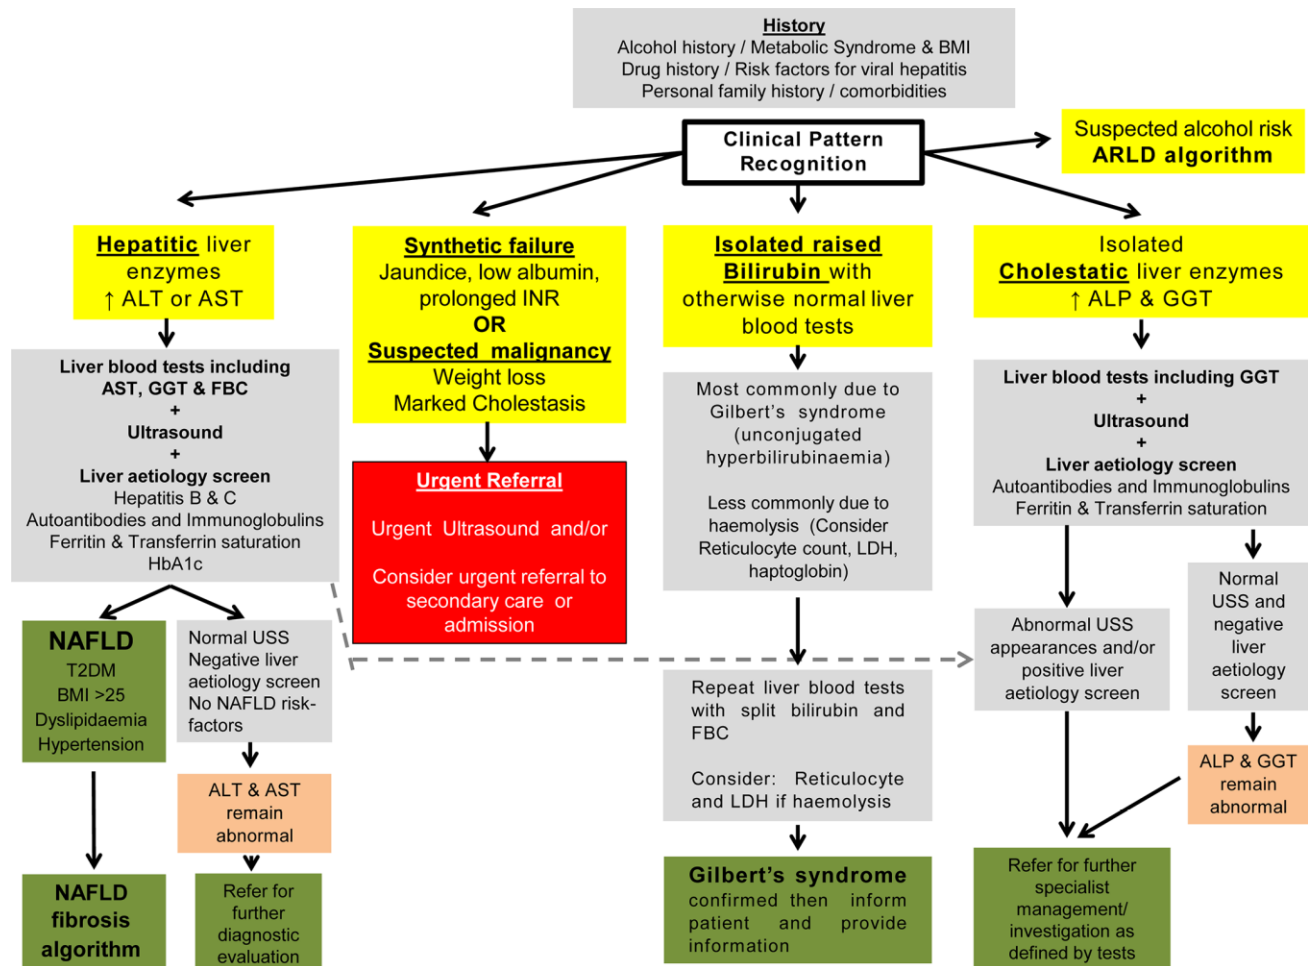 History
Alcohol history / Metabolic Syndrome & BMI
Drug history / Risk factors for viral hepatitis
Personal family history / comorbidities
Clinical Pattern
Recognition
Suspected alcohol risk
ARLD algorithm
Hepatitic liver
enzymes
↑ ALT or AST
Synthetic failure
Jaundice, low albumin,
prolonged INR
OR
Suspected malignancy
Weight loss
Marked Cholestasis
Isolated raised
Bilirubin with
otherwise normal liver
blood tests
Isolated
Cholestatic liver enzymes
↑ ALP & GGT
Liver blood tests including
AST, GGT & FBC
+
Ultrasound
+
Liver aetiology screen
Hepatitis B & C
Autoantibodies and Immunoglobulins
Ferritin & Transferrin saturation
HbA1c
Urgent Referral
Urgent Ultrasound and/or
Consider urgent referral to
secondary care or
admission
Most commonly due to
Gilbert's syndrome
(unconjugated
hyperbilirubinaemia)
Less commonly due to
haemolysis (Consider
Reticulocyte count, LDH,
haptoglobin)
Liver blood tests including GGT
+
Ultrasound
+
Liver aetiology screen
Autoantibodies and Immunoglobulins
Ferritin & Transferrin saturation
NAFLD
T2DM
BMI >25
Dyslipidaemia
Hypertension
Normal USS
Negative liver
aetiology screen
No NAFLD risk-
factors
Repeat liver blood tests
with split bilirubin and
FBC
Consider: Reticulocyte
and LDH if haemolysis
Abnormal USS
appearances and/or
positive liver
aetiology screen
Normal
USS and
negative
liver
aetiology
screen
ALT & AST
remain
abnormal
ALP & GGT
remain
abnormal
NAFLD
fibrosis
algorithm
Refer for
further
diagnostic
evaluation
Gilbert's syndrome
confirmed then inform
patient and provide
information
Refer for further
specialist
management/
investigation as
defined by tests